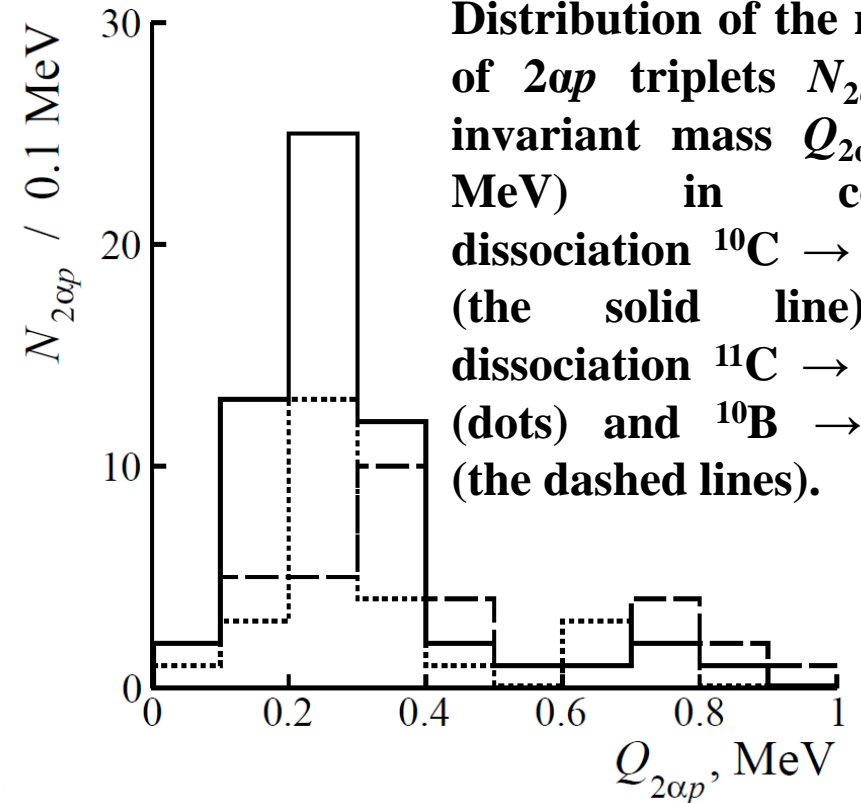 Distribution of the
of 2αp triplets
invariant mass
MeV) in
dissociation ¹⁰C →
(the solid line)
dissociation ¹¹C →
(dots) and ¹⁰B →
(the dashed lines).
N₂αp / 0.1 MeV
30
20
10
0
0 0.2 0.4 0.6 0.8 1
Q₂αp, MeV